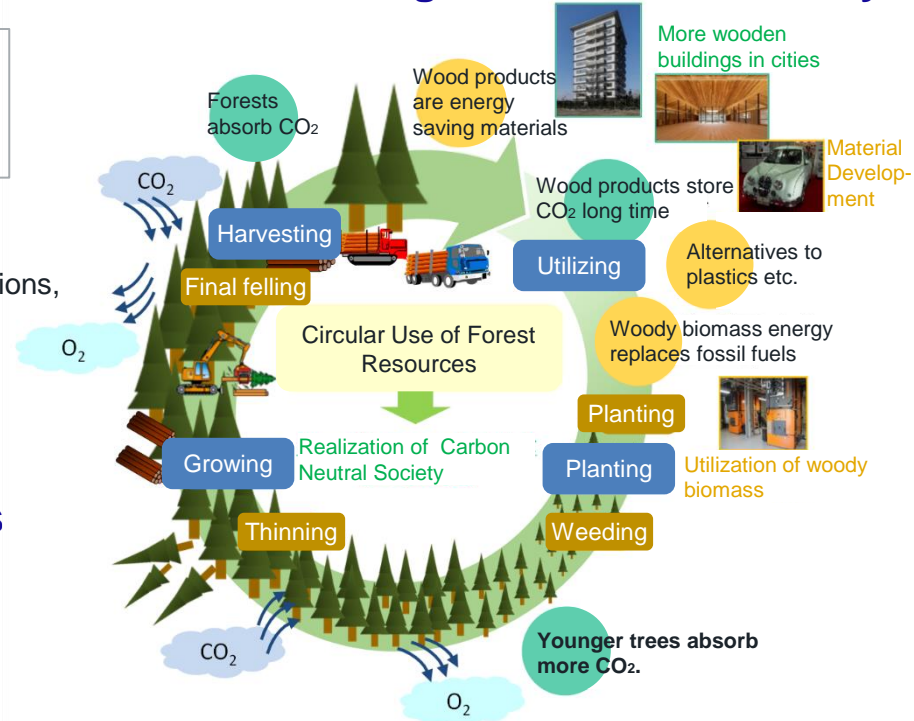 Forests
absorb CO₂
Wood products
are energy
saving materials
More wooden
buildings in cities
Material
Develop-
ment
CO₂
Wood products store
CO₂ long time
Harvesting
Utilizing
Alternatives to
plastics etc.
Final felling
O₂
Circular Use of Forest
Resources
Woody biomass energy
replaces fossil fuels
Planting
Growing
Realization of Carbon
Neutral Society
Planting
Utilization of woody
biomass
Thinning
Weeding
CO₂
Younger trees absorb
more CO₂.
O₂